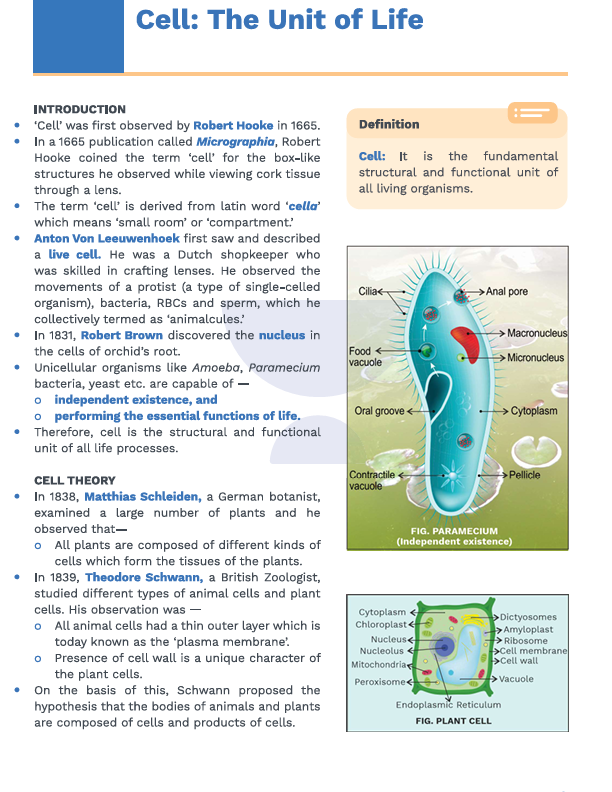 Cell: The Unit of Life
INTRODUCTION
• ‘Cell’ was first observed by Robert Hooke in 1665.
• In a 1665 publication called Micrographia, Robert
Hooke coined the term ‘cell’ for the box-like
structures he observed while viewing cork tissue
through a lens.
• The term ‘cell’ is derived from latin word ‘cella’
which means ‘small room’ or ‘compartment.’
• Anton Von Leeuwenhoek first saw and described
a live cell. He was a Dutch shopkeeper who
was skilled in crafting lenses. He observed the
movements of a protist (a type of single-celled
organism), bacteria, RBCs and sperm, which he
collectively termed as ‘animalcules.’
• In 1831, Robert Brown discovered the nucleus in
the cells of orchid’s root.
• Unicellular organisms like Amoeba, Paramecium
bacteria, yeast etc. are capable of —
o independent existence, and
o performing the essential functions of life.
• Therefore, cell is the structural and functional
unit of all life processes.
CELL THEORY
• In 1838, Matthias Schleiden, a German botanist,
examined a large number of plants and he
observed that—
o All plants are composed of different kinds of
cells which form the tissues of the plants.
• In 1839, Theodore Schwann, a British Zoologist,
studied different types of animal cells and plant
cells. His observation was —
o All animal cells had a thin outer layer which is
today known as the ‘plasma membrane’.
o Presence of cell wall is a unique character of
the plant cells.
• On the basis of this, Schwann proposed the
hypothesis that the bodies of animals and plants
are composed of cells and products of cells.
Definition
Cell: It is the fundamental
structural and functional unit of
all living organisms.
Cilia
Anal pore
Macronucleus
Food
vacuole
Micronucleus
Oral groove
Cytoplasm
Contractile
vacuole
Pellicle
FIG. PARAMECIUM
(Independent existence)
Cytoplasm
Chloroplast
Nucleus
Nucleolus
Mitochondria
Peroxisome
Dictyosomes
Amyloplast
Ribosome
Cell membrane
Cell wall
Vacuole
Endoplasmic Reticulum
FIG. PLANT CELL